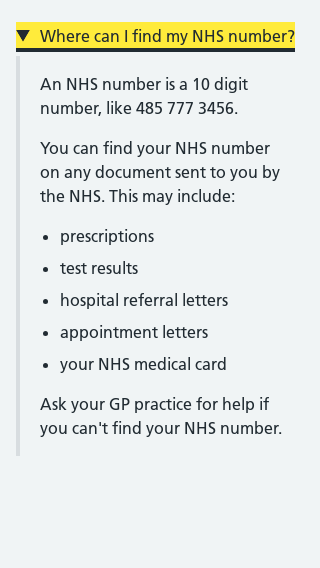 Where can I find my NHS number?
An NHS number is a 10 digit
number, like 485 777 3456.
You can find your NHS number
on any document sent to you by
the NHS. This may include:
prescriptions
test results
hospital referral letters
appointment letters
your NHS medical card
Ask your GP practice for help if
you can't find your NHS number.